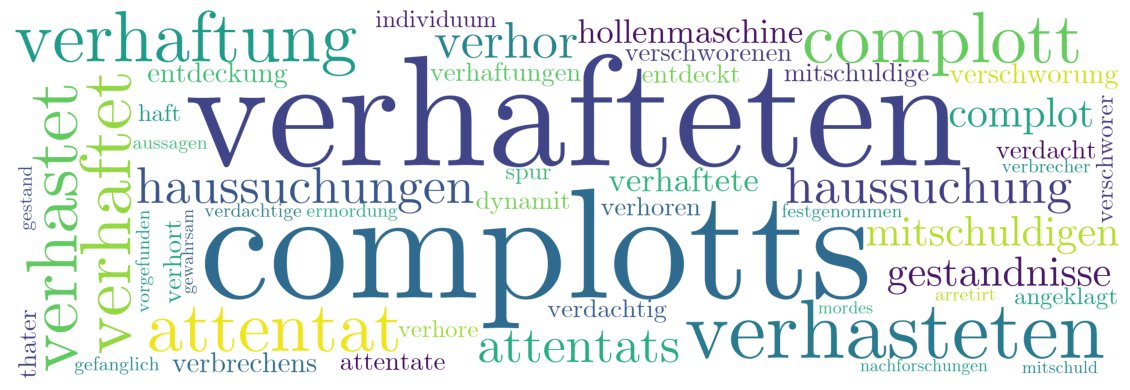 individuum
verhaftung
verhor
hollenmaschine
complott
verschworenen
entdeckung
verhaftungen
entdeckt
mitschuldige
verschworung
verhafteten
verhastet
verhaftet
haft
complot
verschworer
aussagen
verdacht
verbrecher
gestand
haussuchungen
spur
verhaftete
haussuchung
dynamit
verdachtige
ermordung
verhoren
festgenommen
vorgefunden
verhort
gewahrsam
complotts
mitschuldigen
gestandnisse
arretirt
angeklagt
thater
attentat
verhore
verdachtig
mordes
attentats
verhasteten
gefanglich
verbrechens
attentate
nachforschungen
mitschuld